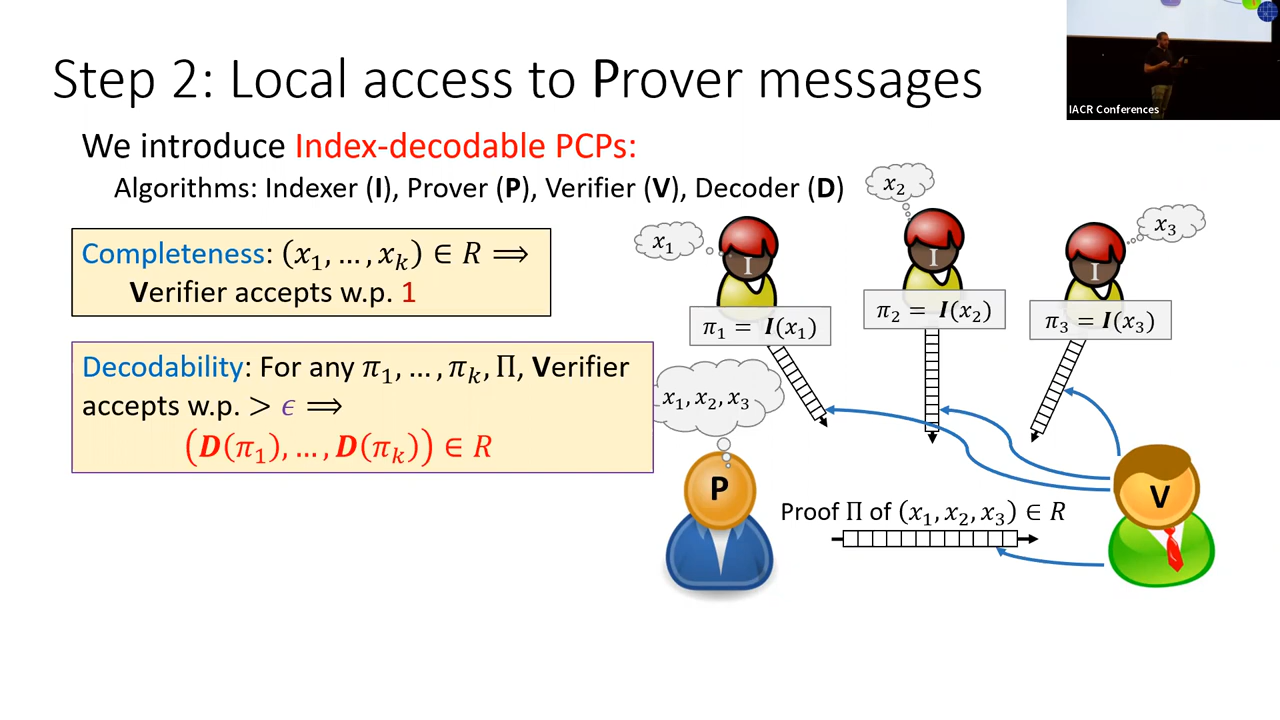 Step 2: Local access to Prover messages
IACR Conferences
We introduce Index-decodable PCPs:
Algorithms: Indexer (I), Prover (P), Verifier (V), Decoder (D)
Completeness: (x₁, …, xₖ) ∈ R ⟹
Verifier accepts w.p. 1
Decodability: For any π₁, …, πₖ, Π, Verifier
accepts w.p. > ϵ ⟹
(D(π₁), …, D(πₖ)) ∈ R
x₁
x₂
x₃
I
I
I
π₁ = I(x₁)
π₂ = I(x₂)
π₃ = I(x₃)
x₁, x₂, x₃
P
V
Proof Π of (x₁, x₂, x₃) ∈ R